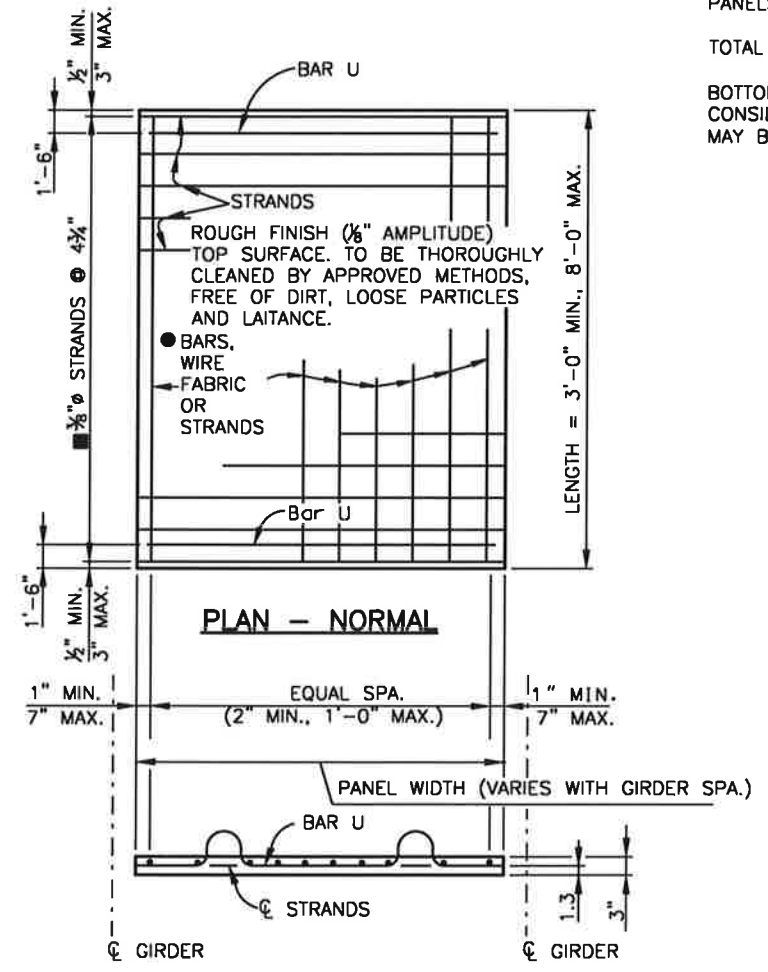 PANEL
TOTAL
BOTTO
CONSI
MAY B
½" MIN.
3" MAX.
BAR U
1'-6"
STRANDS
ROUGH FINISH (⅛" AMPLITUDE)
TOP SURFACE. TO BE THOROUGHLY
CLEANED BY APPROVED METHODS,
FREE OF DIRT, LOOSE PARTICLES
AND LAITANCE.
● BARS,
WIRE
FABRIC
OR
STRANDS
■ ⅜"ø STRANDS @ 4¾"
LENGTH = 3'-0" MIN., 8'-0" MAX.
Bar U
1'-6"
½" MIN.
3" MAX.
PLAN - NORMAL
1" MIN.
7" MAX.
EQUAL SPA.
(2" MIN., 1'-0" MAX.)
1" MIN.
7" MAX.
PANEL WIDTH (VARIES WITH GIRDER SPA.)
BAR U
℄ STRANDS
1.3
3"
℄ GIRDER
℄ GIRDER